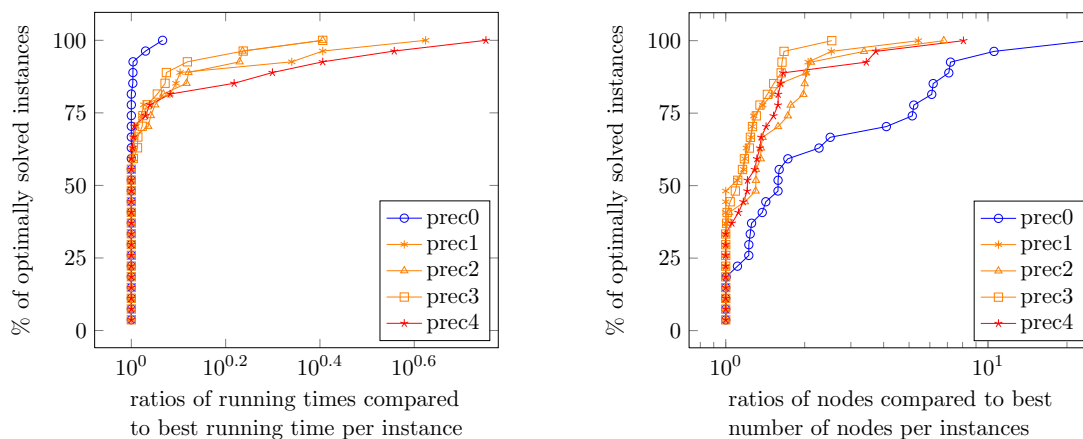 % of optimally solved instances
100
75
50
25
0
prec0
prec1
prec2
prec3
prec4
10^0
10^0.2
10^0.4
10^0.6
ratios of running times compared
to best running time per instance
% of optimally solved instances
100
75
50
25
0
prec0
prec1
prec2
prec3
prec4
10^0
10^1
ratios of nodes compared to best
number of nodes per instances